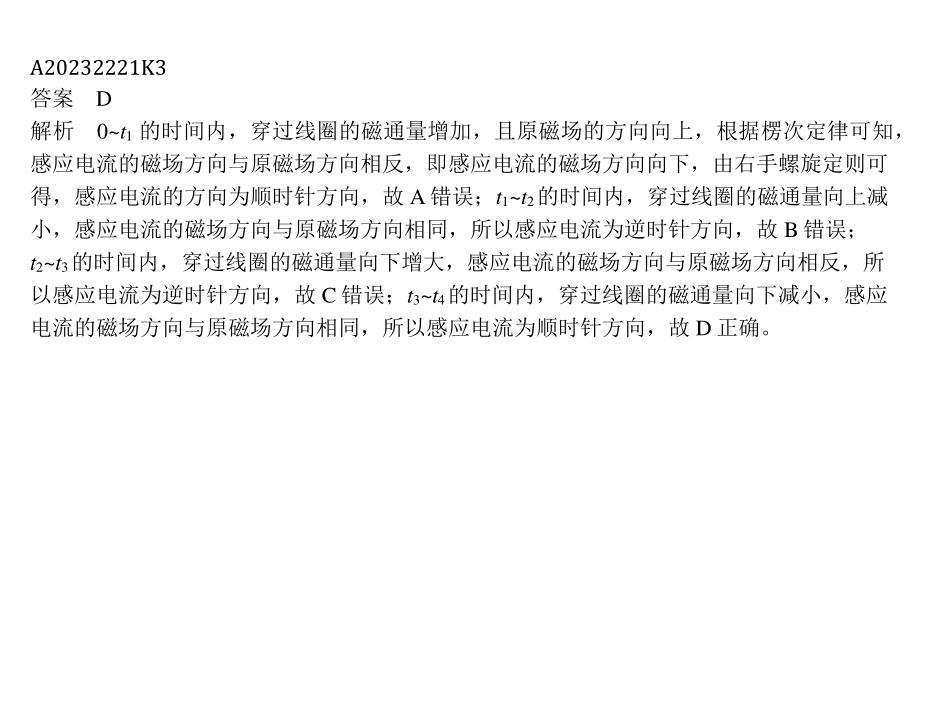 A20232221K3
答案　D
解析　0~t1 的时间内，穿过线圈的磁通量增加，且原磁场的方向向上，根据楞次定律可知，
感应电流的磁场方向与原磁场方向相反，即感应电流的磁场方向向下，由右手螺旋定则可
得，感应电流的方向为顺时针方向，故 A 错误；t1~t2的时间内，穿过线圈的磁通量向上减
小，感应电流的磁场方向与原磁场方向相同，所以感应电流为逆时针方向，故 B 错误；
t2~t3的时间内，穿过线圈的磁通量向下增大，感应电流的磁场方向与原磁场方向相反，所
以感应电流为逆时针方向，故 C 错误；t3~t4的时间内，穿过线圈的磁通量向下减小，感应
电流的磁场方向与原磁场方向相同，所以感应电流为顺时针方向，故 D 正确。